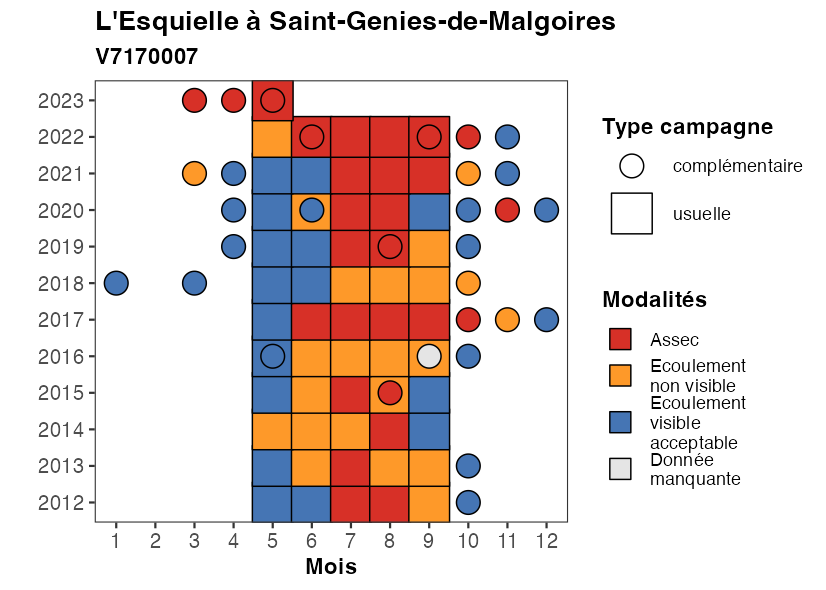 L'Esquielle à Saint-Genies-de-Malgoires
V7170007
2023
2022
2021
2020
2019
2018
2017
2016
2015
2014
2013
2012
1 2 3 4 5 6 7 8 9 10 11 12
Mois
Type campagne
complémentaire
usuelle
Modalités
Assec
Ecoulement
non visible
Ecoulement
visible
acceptable
Donnée
manquante